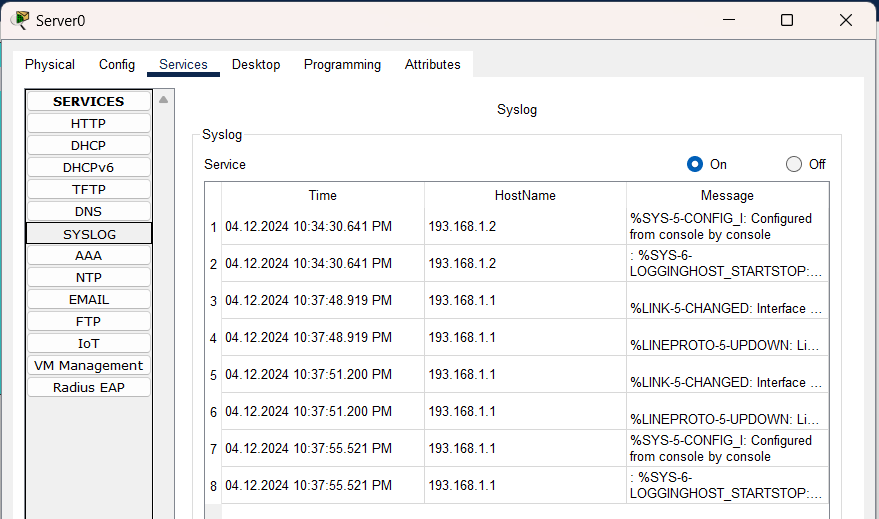 Server0
Physical Config Services Desktop Programming Attributes
SERVICES
HTTP
DHCP
DHCPv6
TFTP
DNS
SYSLOG
AAA
NTP
EMAIL
FTP
IoT
VM Management
Radius EAP
Syslog
Syslog
Service On Off
Time HostName Message
1 04.12.2024 10:34:30.641 PM 193.168.1.2 %SYS-5-CONFIG_I: Configured
from console by console
2 04.12.2024 10:34:30.641 PM 193.168.1.2 : %SYS-6-
LOGGINGHOST_STARTSTOP:...
3 04.12.2024 10:37:48.919 PM 193.168.1.1 %LINK-5-CHANGED: Interface ...
4 04.12.2024 10:37:48.919 PM 193.168.1.1 %LINEPROTO-5-UPDOWN: Li...
5 04.12.2024 10:37:51.200 PM 193.168.1.1 %LINK-5-CHANGED: Interface ...
6 04.12.2024 10:37:51.200 PM 193.168.1.1 %LINEPROTO-5-UPDOWN: Li...
7 04.12.2024 10:37:55.521 PM 193.168.1.1 %SYS-5-CONFIG_I: Configured
from console by console
8 04.12.2024 10:37:55.521 PM 193.168.1.1 : %SYS-6-
LOGGINGHOST_STARTSTOP:...